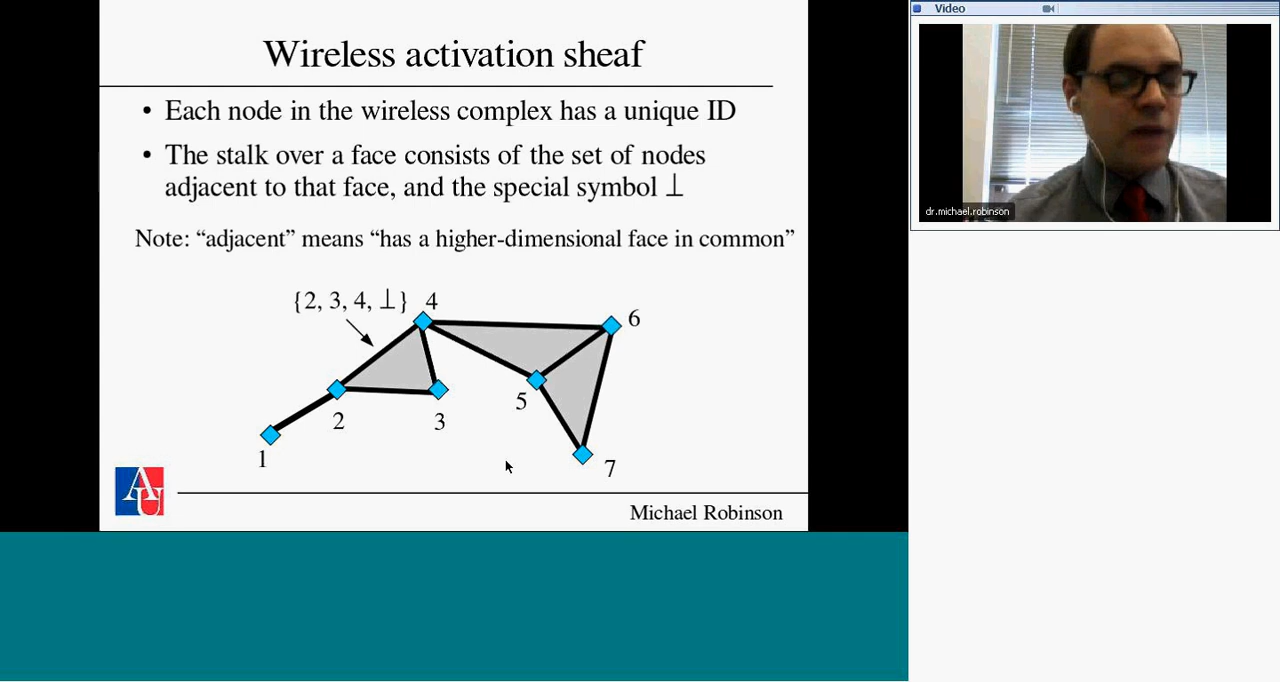 Wireless activation sheaf
• Each node in the wireless complex has a unique ID
• The stalk over a face consists of the set of nodes
adjacent to that face, and the special symbol ⊥
Note: “adjacent” means “has a higher-dimensional face in common”
{2, 3, 4, ⊥}
4
6
5
2
3
1
7
AU
Michael Robinson
Video
dr.michael.robinson